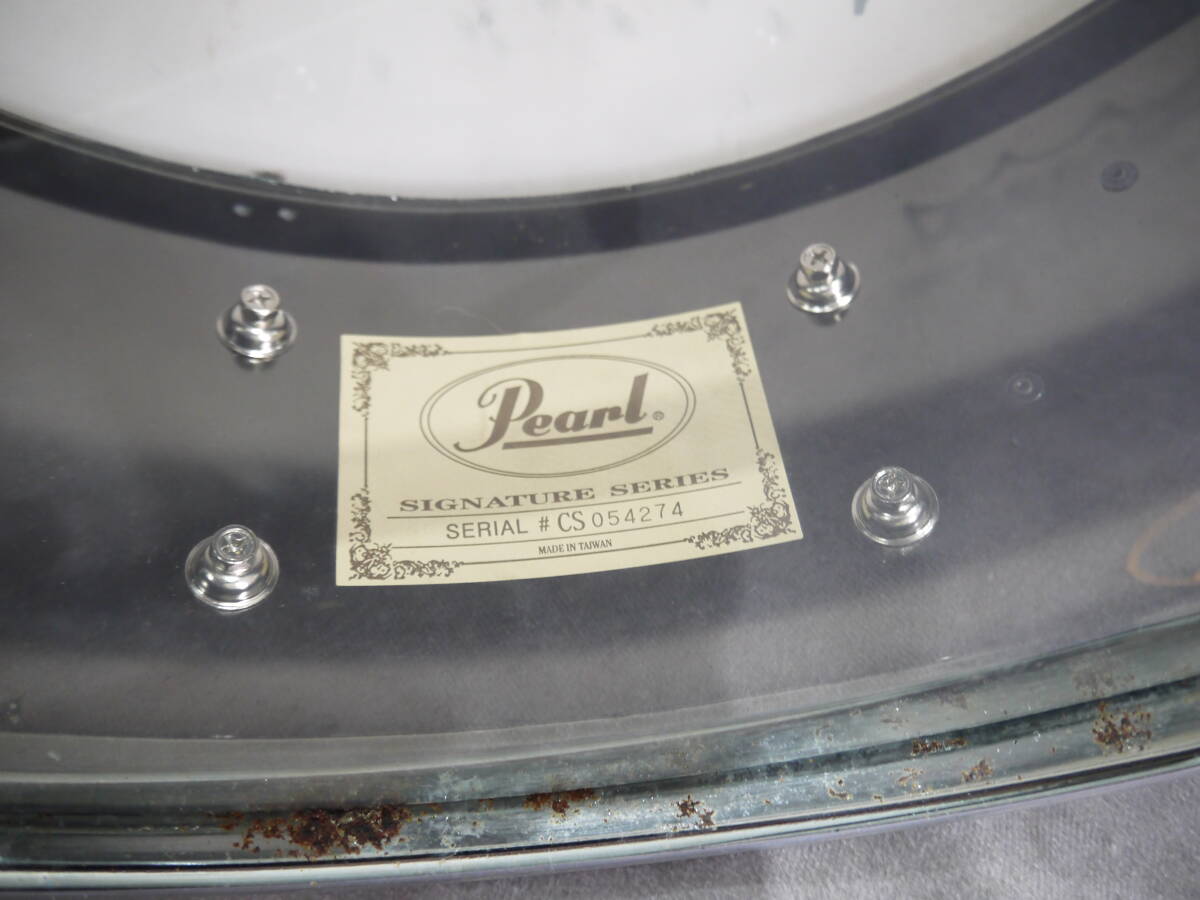 Pearl®
SIGNATURE SERIES
SERIAL # CS 054274
MADE IN TAIWAN